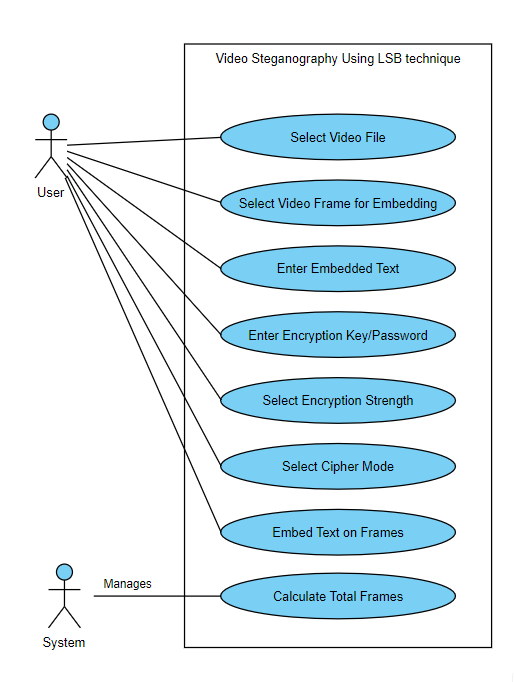 Video Steganography Using LSB technique
User
Select Video File
Select Video Frame for Embedding
Enter Embedded Text
Enter Encryption Key/Password
Select Encryption Strength
Select Cipher Mode
Embed Text on Frames
Manages
Calculate Total Frames
System